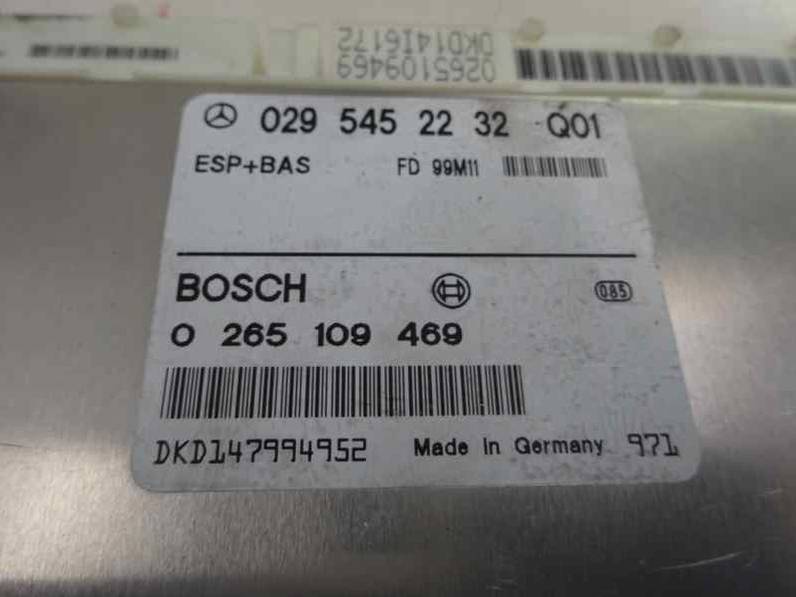 DKD14I6172
0265109469
029 545 22 32 Q01
ESP+BAS FD 99M11
BOSCH 085
0 265 109 469
DKD147994952 Made in Germany 971